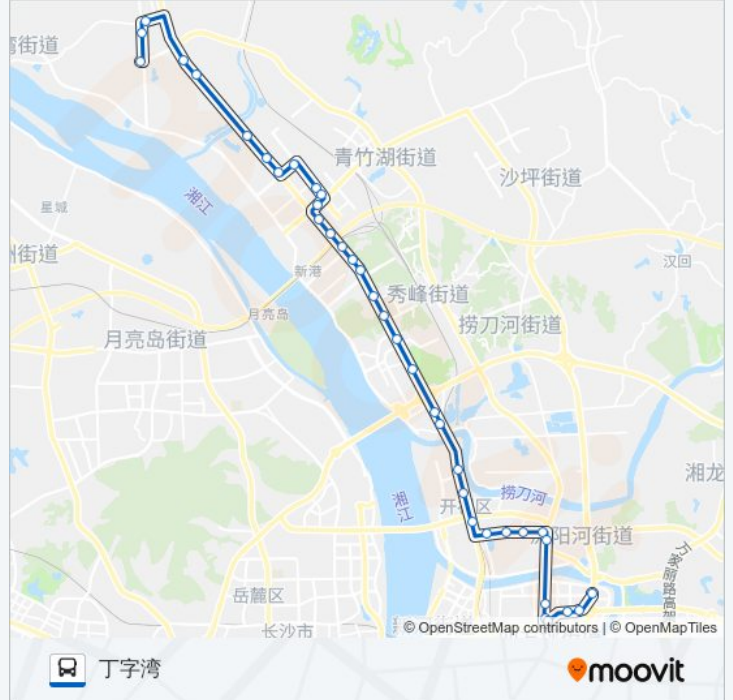 湾街道
青竹湖街道
沙坪街道
湘江
星城
州街道
汉回
新港
秀峰街道
月亮岛
捞刀河街道
月亮岛街道
湘龙
捞刀河
湘江
开福区
浏阳河街道
万家丽路高架
岳麓区
长沙市
© OpenStreetMap contributors | © OpenMapTiles
丁字湾
moovit